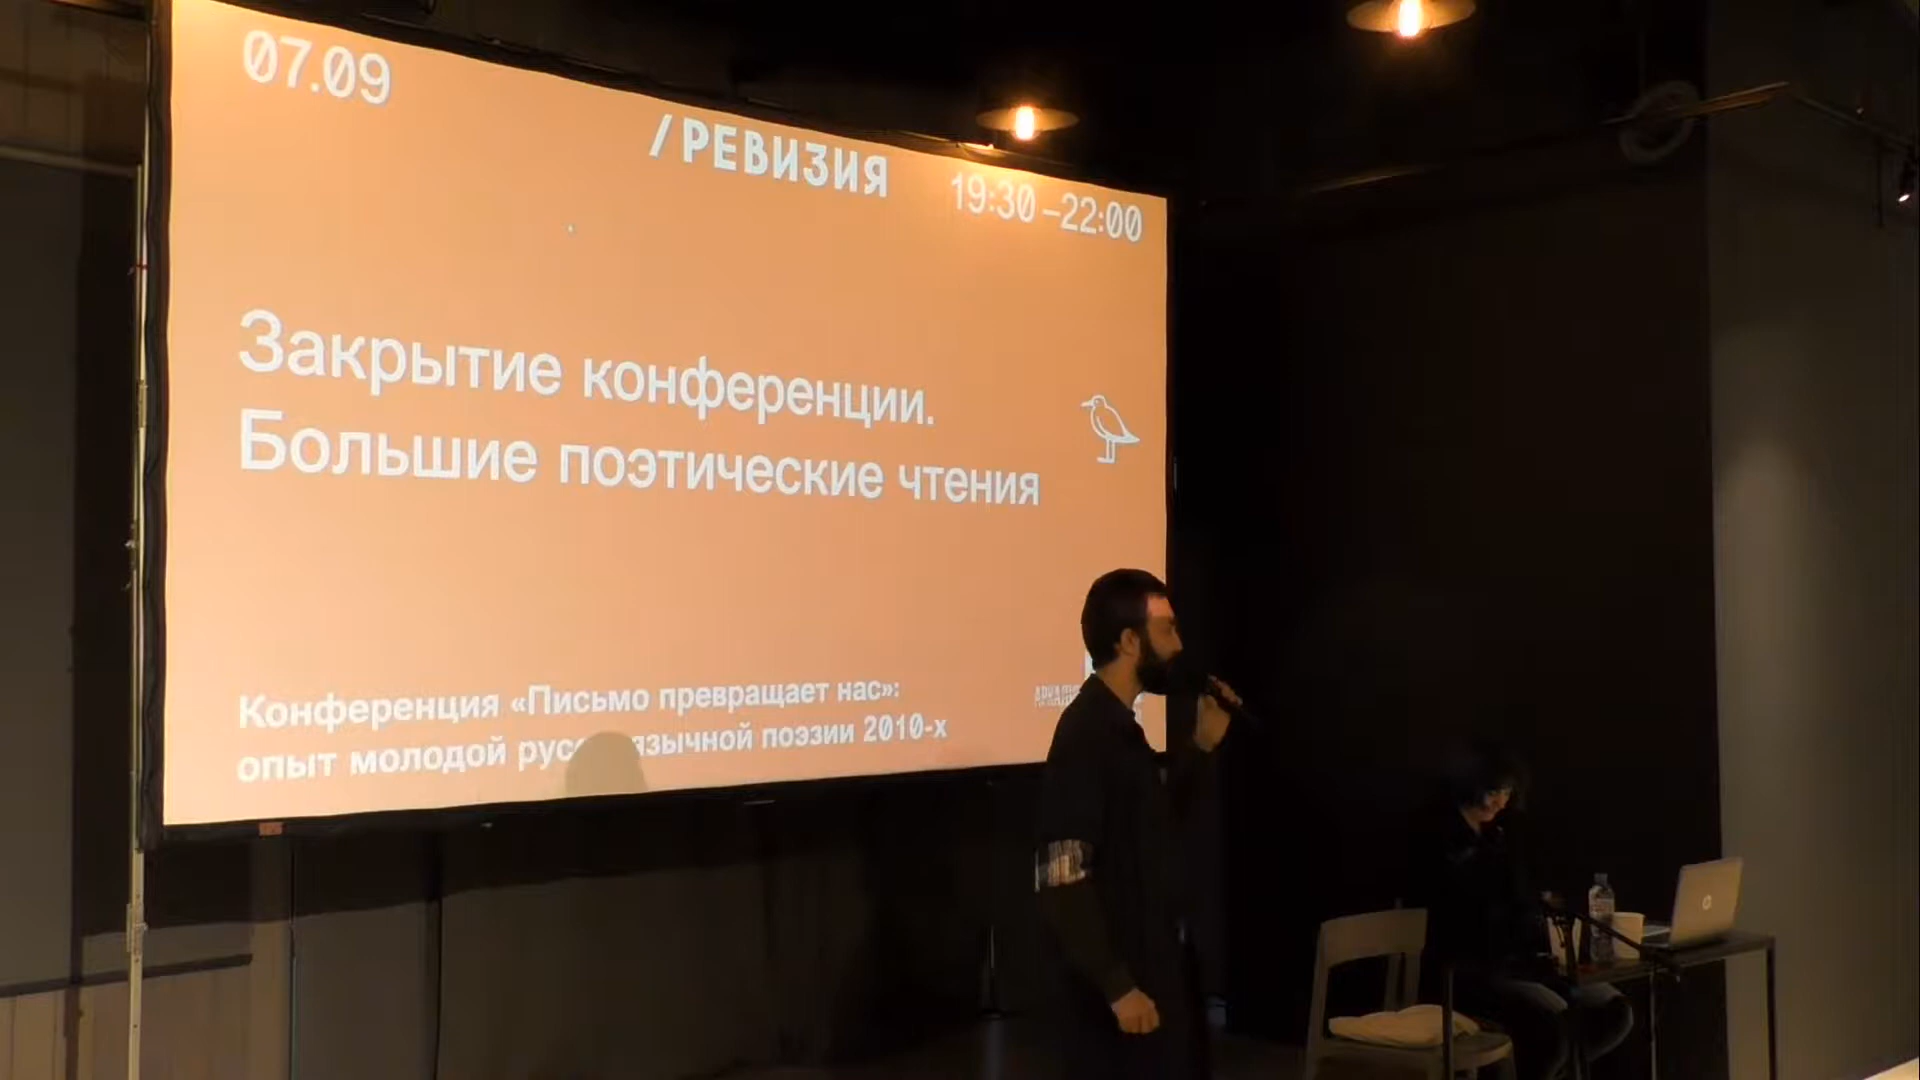 07.09
/РЕВИЗИЯ
19:30–22:00
Закрытие конференции.
Большие поэтические чтения
Конференция «Письмо превращает нас»:
опыт молодой язычной поэзии 2010-х